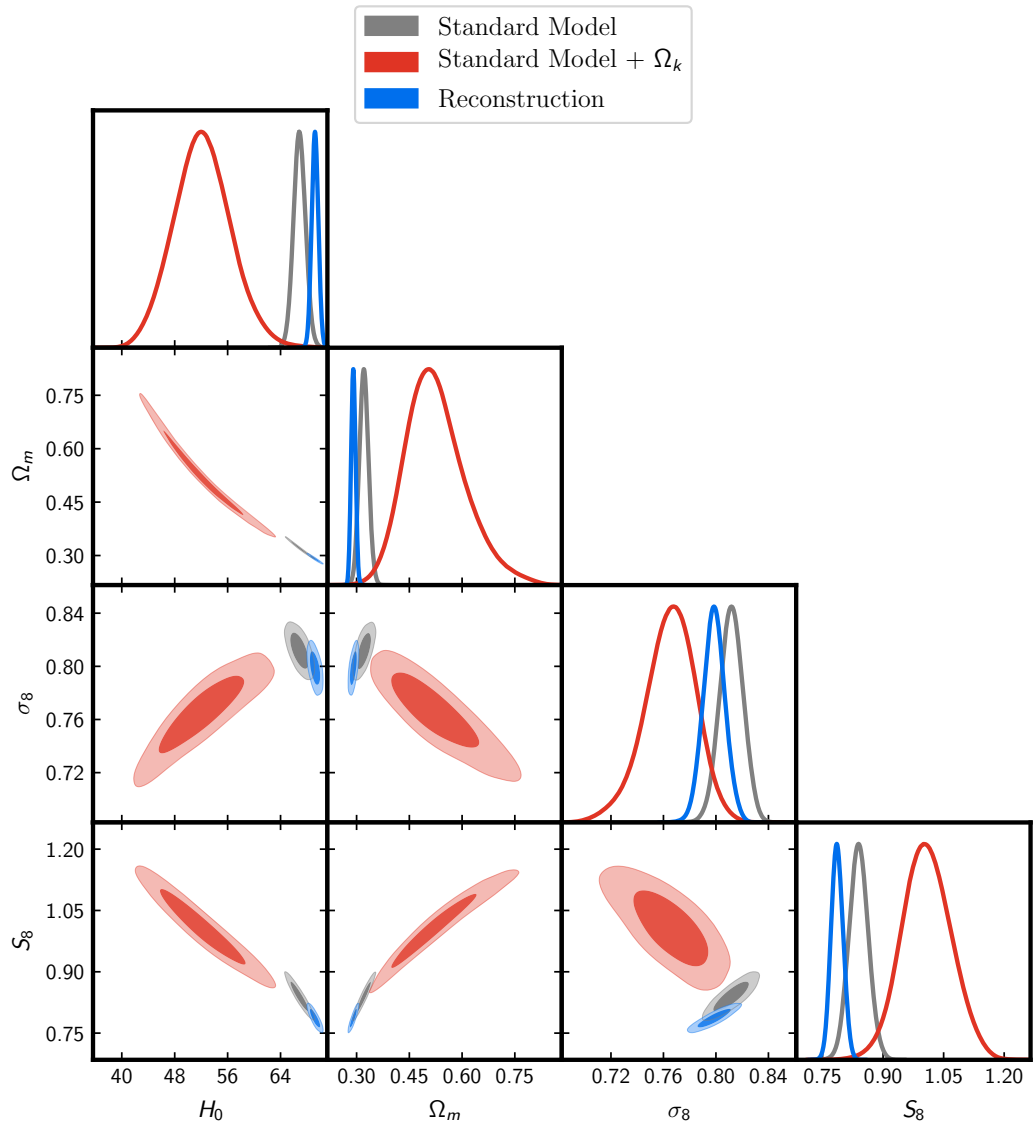 Standard Model
Standard Model + Ωk
Reconstruction
0.75
0.60
0.45
0.30
Ωm
0.84
0.80
0.76
0.72
σ8
1.20
1.05
0.90
0.75
S8
40 48 56 64
0.30 0.45 0.60 0.75
0.72 0.76 0.80 0.84
0.75 0.90 1.05 1.20
H0 Ωm σ8 S8